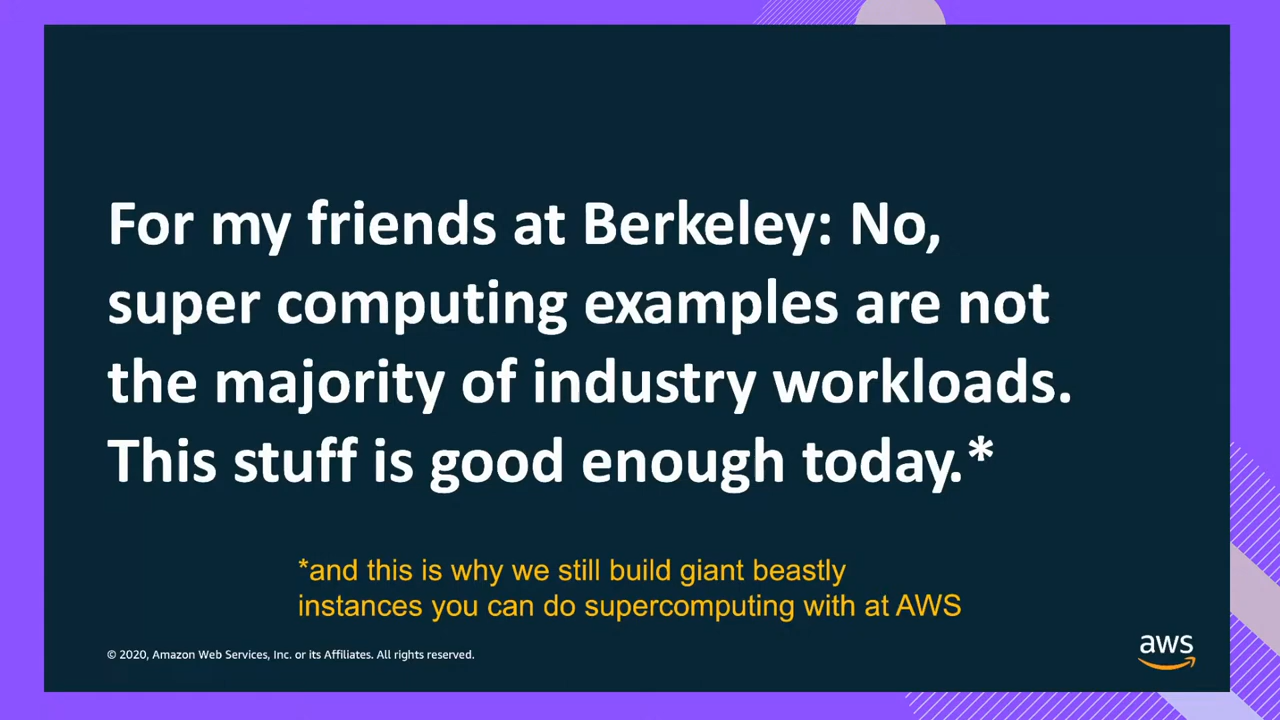 For my friends at Berkeley: No,
super computing examples are not
the majority of industry workloads.
This stuff is good enough today.*
*and this is why we still build giant beastly
instances you can do supercomputing with at AWS
© 2020, Amazon Web Services, Inc. or its Affiliates. All rights reserved.
aws